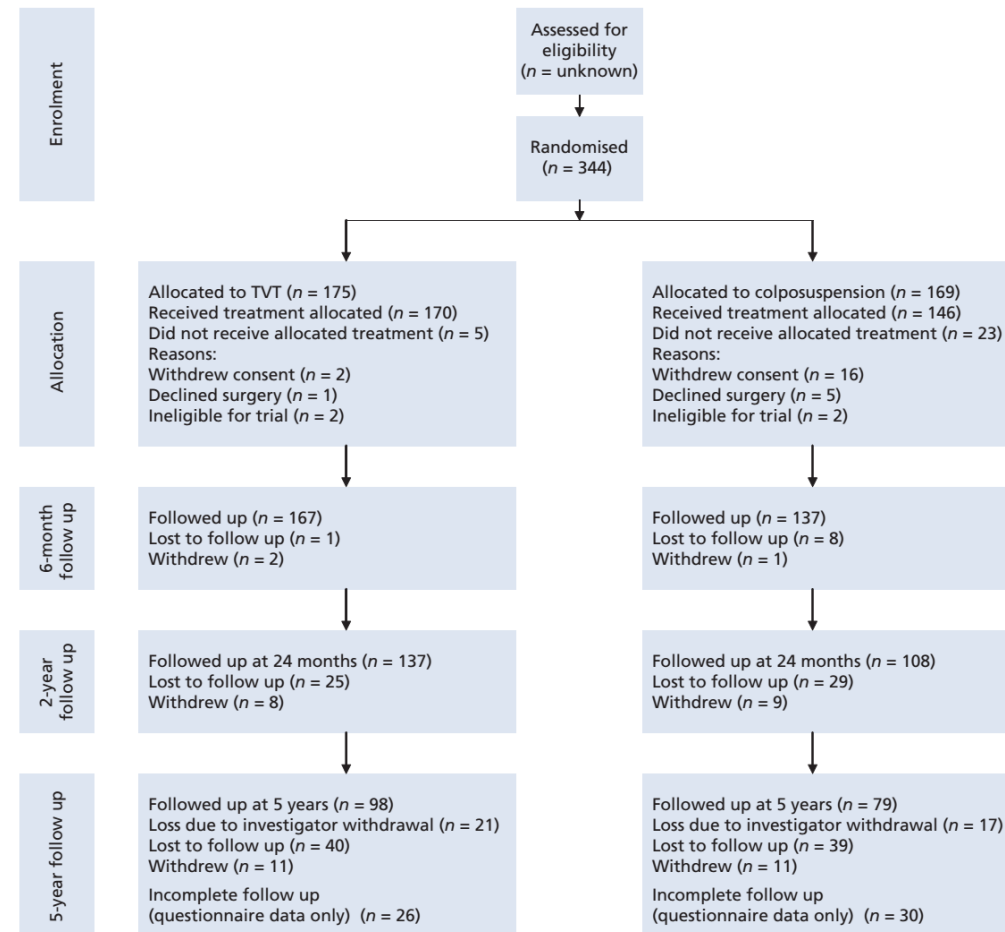 Enrolment
Assessed for
eligibility
(n = unknown)
Randomised
(n = 344)
Allocation
Allocated to TVT (n = 175)
Received treatment allocated (n = 170)
Did not receive allocated treatment (n = 5)
Reasons:
Withdrew consent (n = 2)
Declined surgery (n = 1)
Ineligible for trial (n = 2)
Allocated to colposuspension (n = 169)
Received treatment allocated (n = 146)
Did not receive allocated treatment (n = 23)
Reasons:
Withdrew consent (n = 16)
Declined surgery (n = 5)
Ineligible for trial (n = 2)
6-month
follow up
Followed up (n = 167)
Lost to follow up (n = 1)
Withdrew (n = 2)
Followed up (n = 137)
Lost to follow up (n = 8)
Withdrew (n = 1)
2-year
follow up
Followed up at 24 months (n = 137)
Lost to follow up (n = 25)
Withdrew (n = 8)
Followed up at 24 months (n = 108)
Lost to follow up (n = 29)
Withdrew (n = 9)
5-year follow up
Followed up at 5 years (n = 98)
Loss due to investigator withdrawal (n = 21)
Lost to follow up (n = 40)
Withdrew (n = 11)
Incomplete follow up
(questionnaire data only) (n = 26)
Followed up at 5 years (n = 79)
Loss due to investigator withdrawal (n = 17)
Lost to follow up (n = 39)
Withdrew (n = 11)
Incomplete follow up
(questionnaire data only) (n = 30)